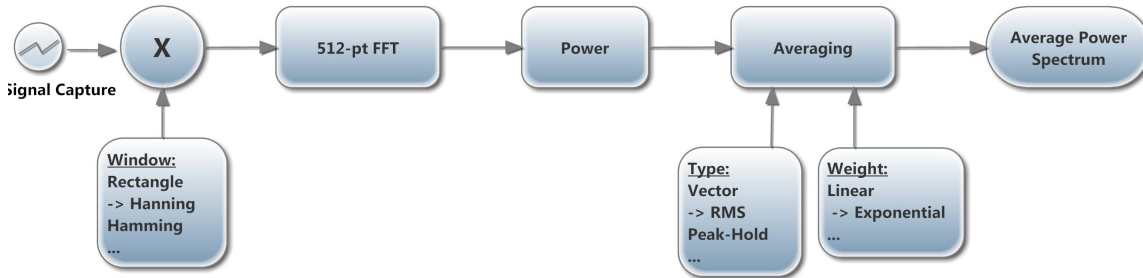 X
512-pt FFT
Power
Averaging
Average Power
Spectrum
Signal Capture
Window:
Rectangle
-> Hanning
Hamming
...
Type:
Vector
-> RMS
Peak-Hold
...
Weight:
Linear
-> Exponential
...